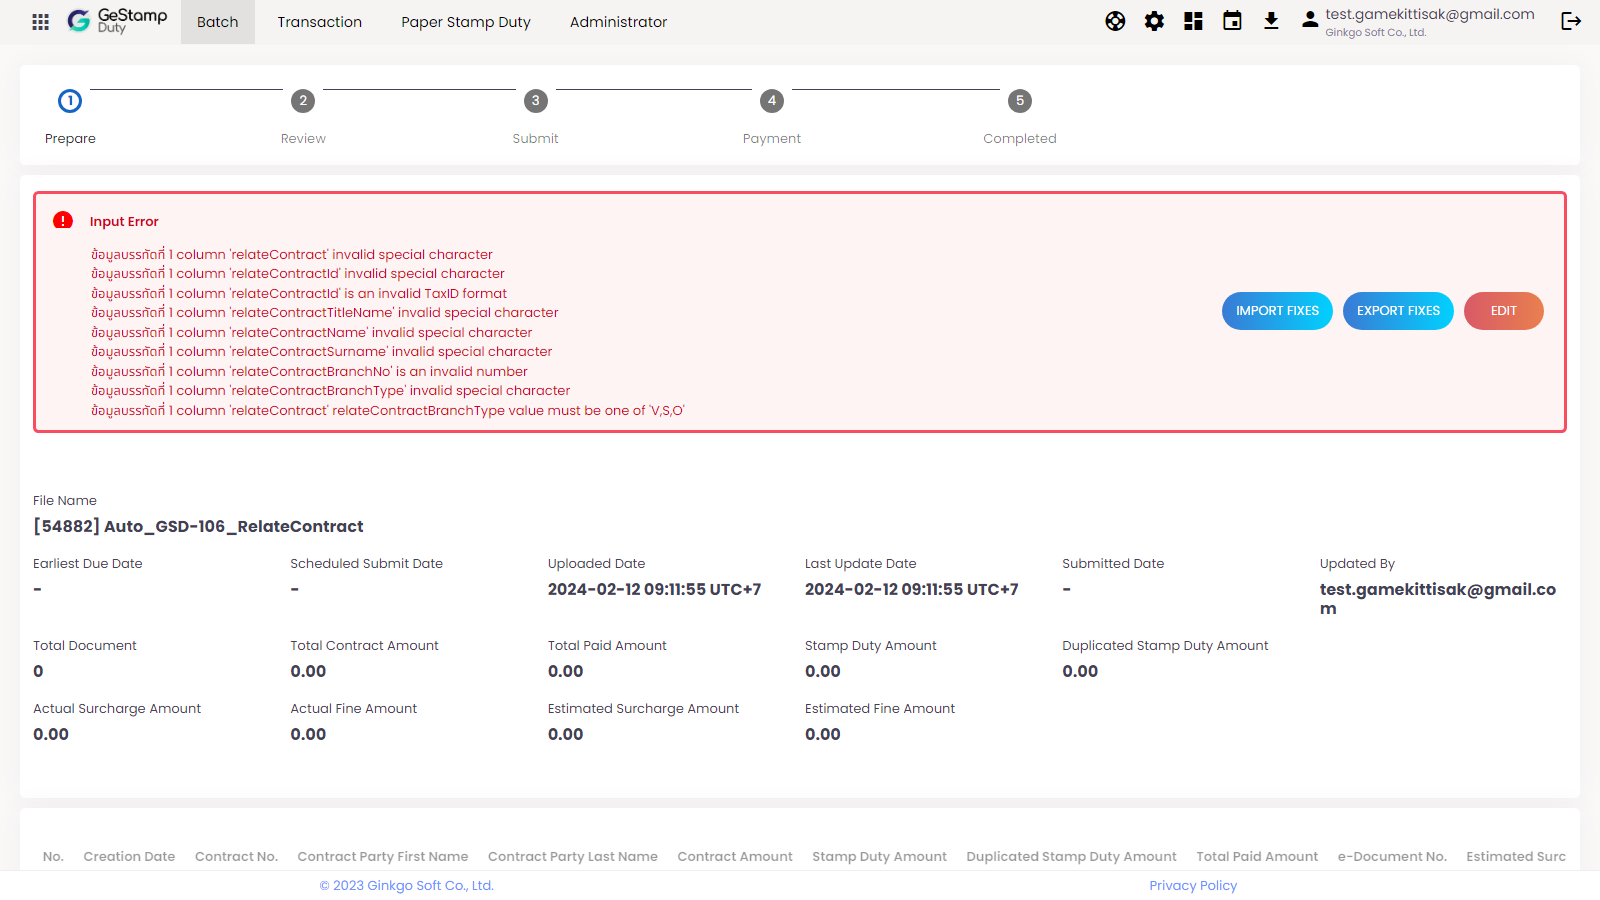 GeStamp
Duty
Batch
Transaction
Paper Stamp Duty
Administrator
test.gamekittisak@gmail.com
Ginkgo Soft Co., Ltd.
1
2
3
4
5
Prepare
Review
Submit
Payment
Completed
Input Error
ข้อมูลบรรทัดที่ 1 column 'relateContract' invalid special character
ข้อมูลบรรทัดที่ 1 column 'relateContractId' invalid special character
ข้อมูลบรรทัดที่ 1 column 'relateContractId' is an invalid TaxID format
ข้อมูลบรรทัดที่ 1 column 'relateContractTitleName' invalid special character
ข้อมูลบรรทัดที่ 1 column 'relateContractName' invalid special character
ข้อมูลบรรทัดที่ 1 column 'relateContractSurname' invalid special character
ข้อมูลบรรทัดที่ 1 column 'relateContractBranchNo' is an invalid number
ข้อมูลบรรทัดที่ 1 column 'relateContractBranchType' invalid special character
ข้อมูลบรรทัดที่ 1 column 'relateContract' relateContractBranchType value must be one of 'V,S,O'
IMPORT FIXES
EXPORT FIXES
EDIT
File Name
[54882] Auto_GSD-106_RelateContract
Earliest Due Date
-
Scheduled Submit Date
-
Uploaded Date
2024-02-12 09:11:55 UTC+7
Last Update Date
2024-02-12 09:11:55 UTC+7
Submitted Date
-
Updated By
test.gamekittisak@gmail.co
m
Total Document
0
Total Contract Amount
0.00
Total Paid Amount
0.00
Stamp Duty Amount
0.00
Duplicated Stamp Duty Amount
0.00
Actual Surcharge Amount
0.00
Actual Fine Amount
0.00
Estimated Surcharge Amount
0.00
Estimated Fine Amount
0.00
No. Creation Date Contract No. Contract Party First Name Contract Party Last Name Contract Amount Stamp Duty Amount Duplicated Stamp Duty Amount Total Paid Amount e-Document No. Estimated Surc
© 2023 Ginkgo Soft Co., Ltd.
Privacy Policy